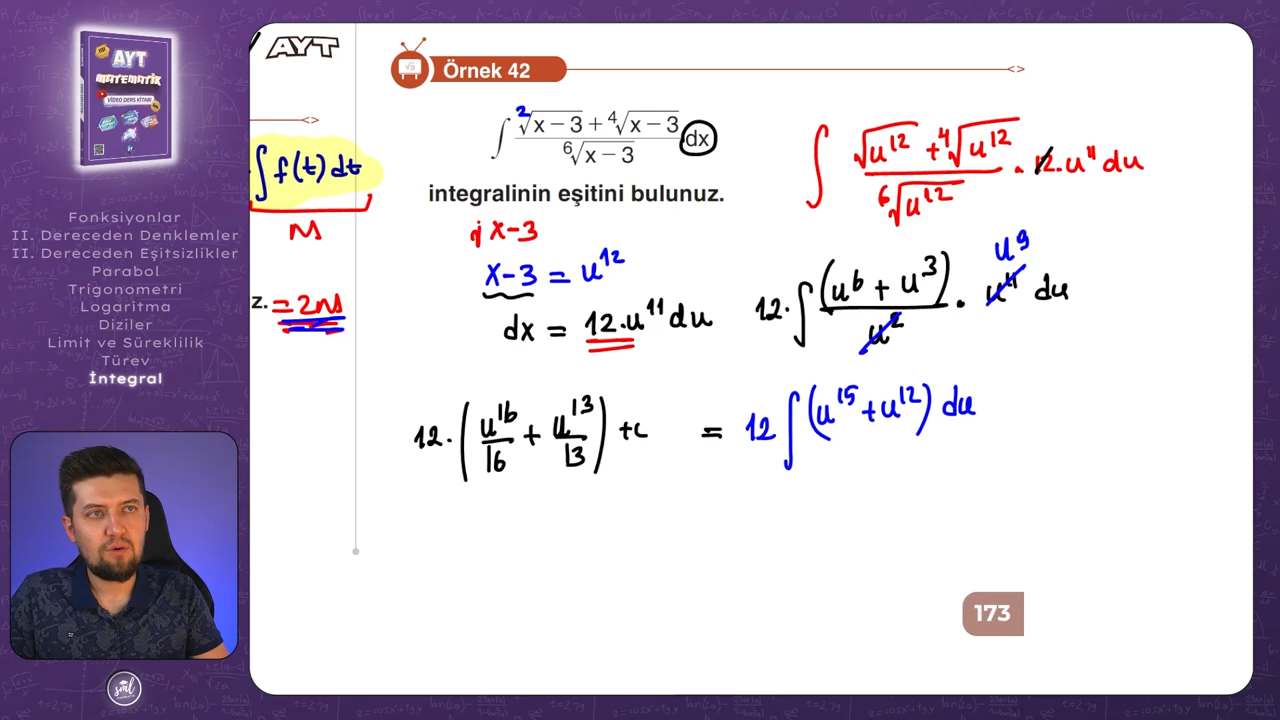 AYT
MATEMATİK
VİDEO DERS KİTABI
Fonksiyonlar
II. Dereceden Denklemler
II. Dereceden Eşitsizlikler
Parabol
Trigonometri
Logaritma
Diziler
Limit ve Süreklilik
Türev
İntegral
sml
AYT
∫ f(t) dt
M
z. = 2M
Örnek 42
∫ (²√(x − 3) + ⁴√(x − 3)) / ⁶√(x − 3) dx
integralinin eşitini bulunuz.
x-3
x-3 = u¹²
dx = 12.u¹¹ du
12. (u¹⁶/16 + u¹³/13) + c = 12 ∫ (u¹⁵ + u¹²) du
∫ (√u¹² + ⁴√u¹²) / ⁶√u¹² . 12. u¹¹ du
u⁹
12. ∫ (u⁶ + u³) / u² . u¹¹ du
173